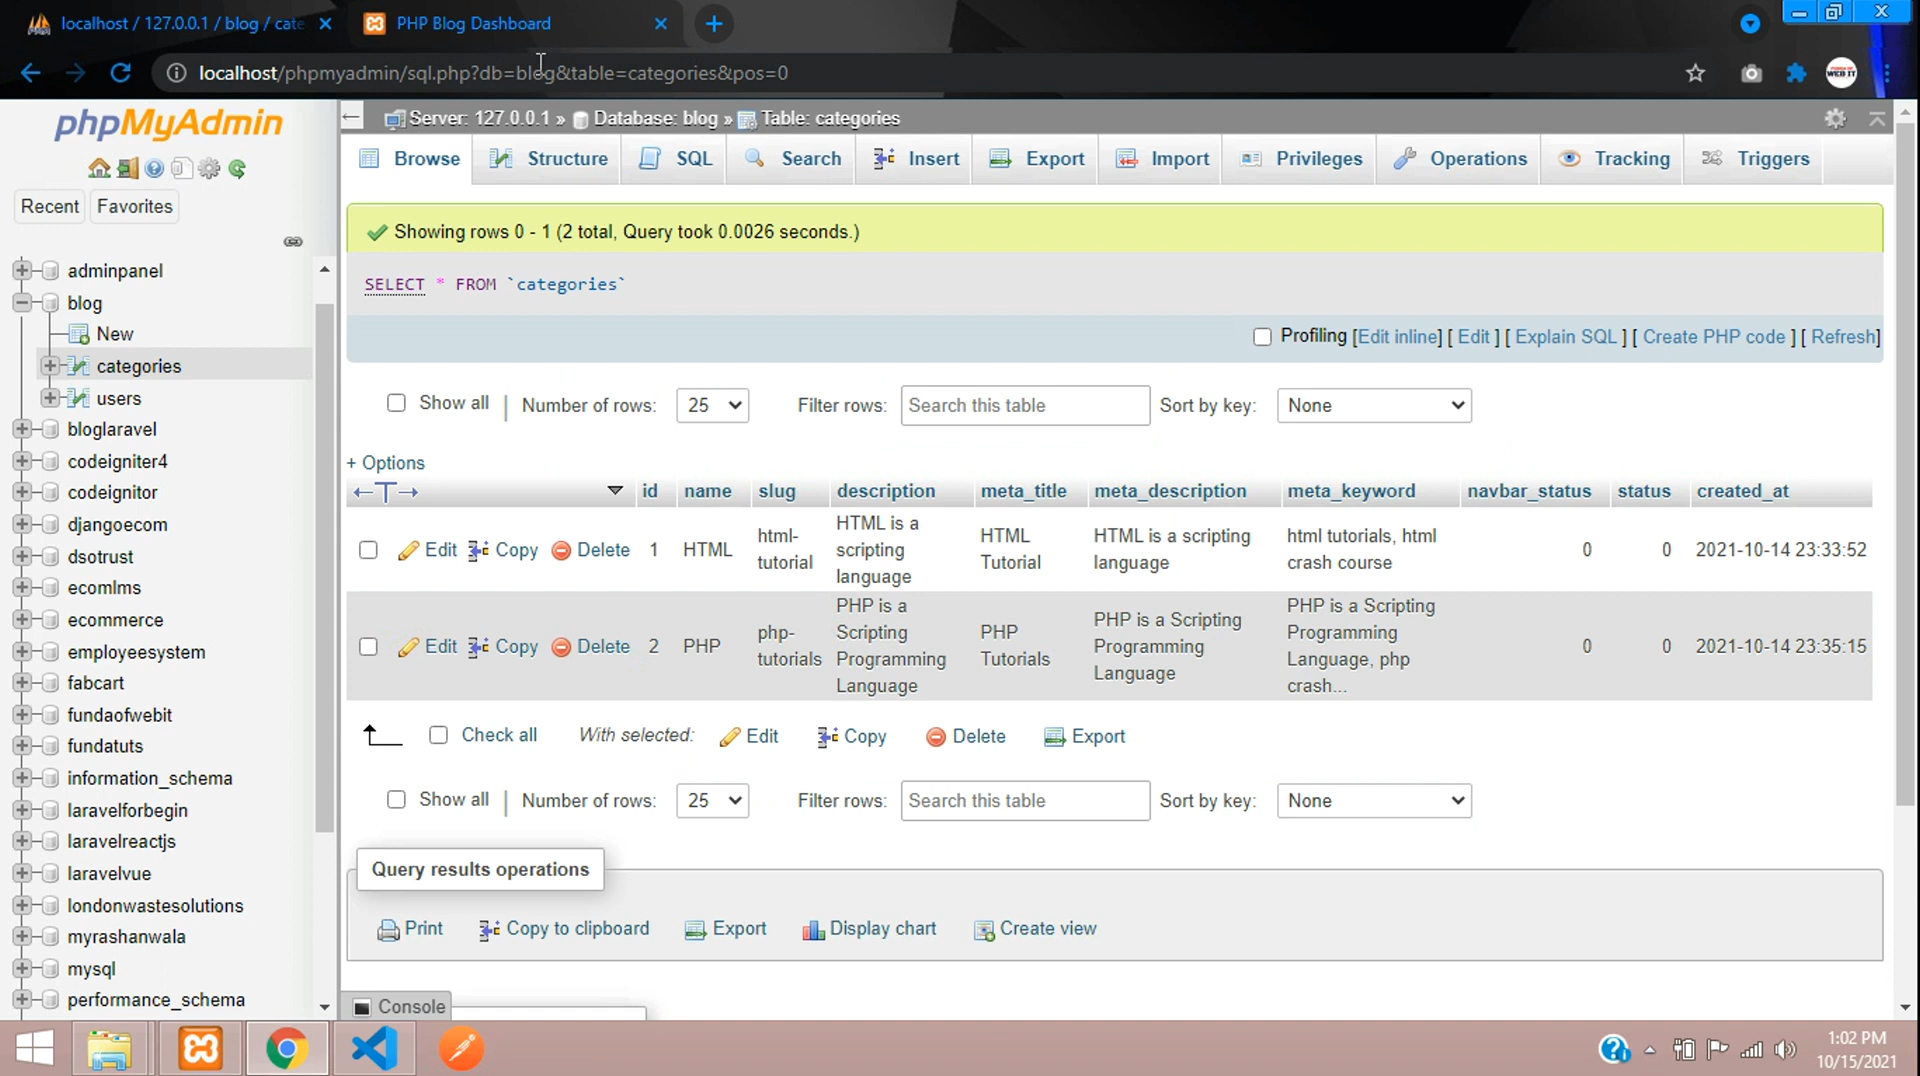 localhost / 127.0.0.1 / blog / cate
PHP Blog Dashboard
localhost/phpmyadmin/sql.php?db=blog&table=categories&pos=0
WEB IT
phpMyAdmin
Recent
Favorites
adminpanel
blog
New
categories
users
bloglaravel
codeigniter4
codeignitor
djangoecom
dsotrust
ecomlms
ecommerce
employeesystem
fabcart
fundaofwebit
fundatuts
information_schema
laravelforbegin
laravelreactjs
laravelvue
londonwastesolutions
myrashanwala
mysql
performance_schema
Server: 127.0.0.1 » Database: blog » Table: categories
Browse Structure SQL Search Insert Export Import Privileges Operations Tracking Triggers
Showing rows 0 - 1 (2 total, Query took 0.0026 seconds.)
SELECT * FROM `categories`
Profiling [Edit inline] [ Edit ] [ Explain SQL ] [ Create PHP code ] [ Refresh]
Show all | Number of rows: 25 Filter rows: Search this table Sort by key: None
+ Options
←T→ id name slug description meta_title meta_description meta_keyword navbar_status status created_at
Edit Copy Delete 1 HTML html-tutorial HTML is a scripting language HTML Tutorial HTML is a scripting language html tutorials, html crash course 0 0 2021-10-14 23:33:52
Edit Copy Delete 2 PHP php-tutorials PHP is a Scripting Programming Language PHP Tutorials PHP is a Scripting Programming Language PHP is a Scripting Programming Language, php crash... 0 0 2021-10-14 23:35:15
Check all With selected: Edit Copy Delete Export
Show all | Number of rows: 25 Filter rows: Search this table Sort by key: None
Query results operations
Print Copy to clipboard Export Display chart Create view
Console
1:02 PM
10/15/2021